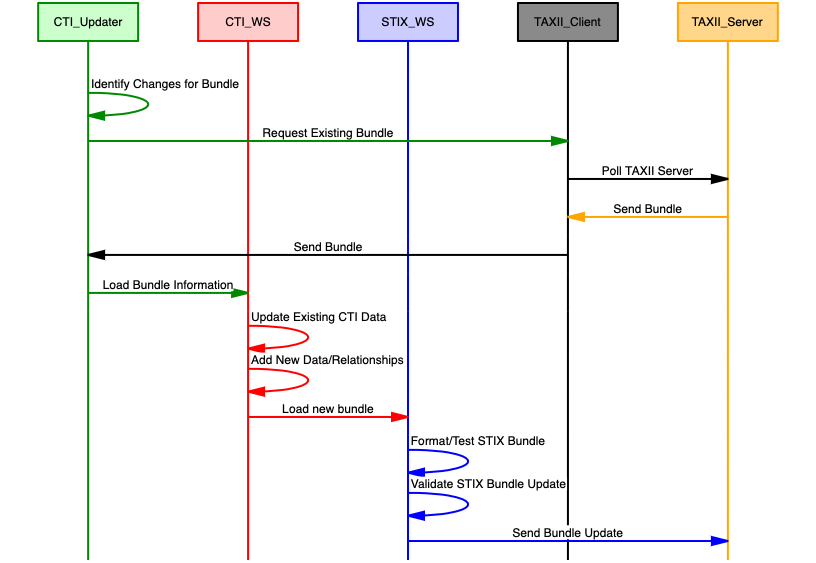 CTI_Updater
CTI_WS
STIX_WS
TAXII_Client
TAXII_Server
Identify Changes for Bundle
Request Existing Bundle
Poll TAXII Server
Send Bundle
Send Bundle
Load Bundle Information
Update Existing CTI Data
Add New Data/Relationships
Load new bundle
Format/Test STIX Bundle
Validate STIX Bundle Update
Send Bundle Update